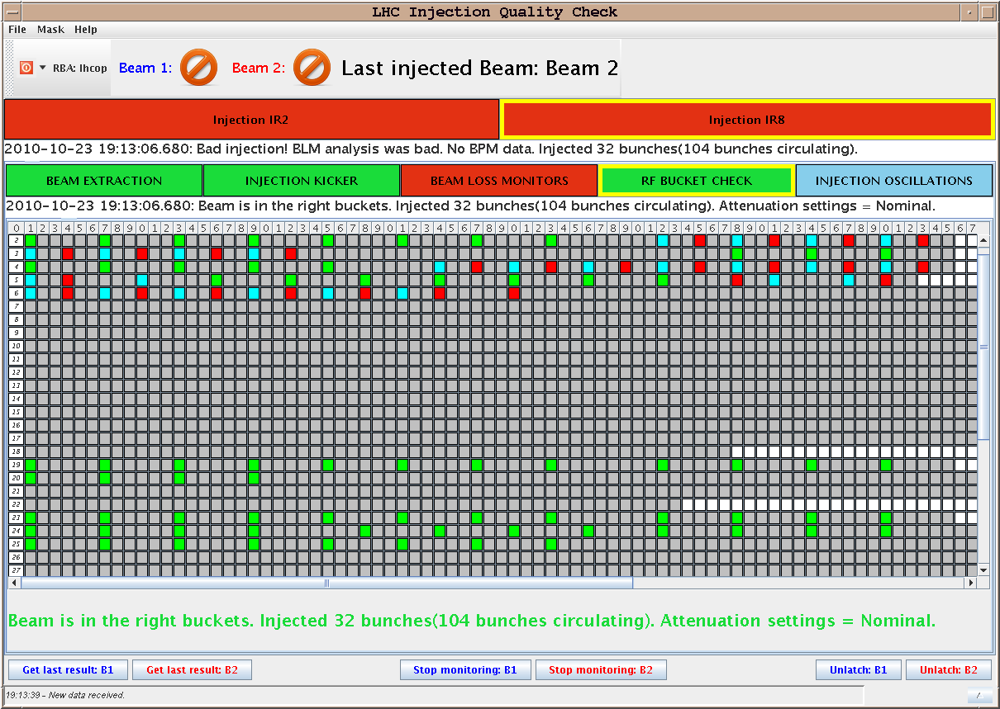 LHC Injection Quality Check
File Mask Help
RBA: lhcop Beam 1: Beam 2: Last injected Beam: Beam 2
Injection IR2 Injection IR8
2010-10-23 19:13:06.680: Bad injection! BLM analysis was bad. No BPM data. Injected 32 bunches(104 bunches circulating).
BEAM EXTRACTION INJECTION KICKER BEAM LOSS MONITORS RF BUCKET CHECK INJECTION OSCILLATIONS
2010-10-23 19:13:06.680: Beam is in the right buckets. Injected 32 bunches(104 bunches circulating). Attenuation settings = Nominal.
0 1 2 3 4 5 6 7 8 9 0 1 2 3 4 5 6 7 8 9 0 1 2 3 4 5 6 7 8 9 0 1 2 3 4 5 6 7 8 9 0 1 2 3 4 5 6 7 8 9 0 1 2 3 4 5 6 7 8 9 0 1 2 3 4 5 6 7 8 9 0 1 2 3 4 5 6 7
2
3
4
5
6
7
8
9
10
11
12
13
14
15
16
17
18
19
20
21
22
23
24
25
26
27
Beam is in the right buckets. Injected 32 bunches(104 bunches circulating). Attenuation settings = Nominal.
Get last result: B1 Get last result: B2 Stop monitoring: B1 Stop monitoring: B2 Unlatch: B1 Unlatch: B2
19:13:39 - New data received. /